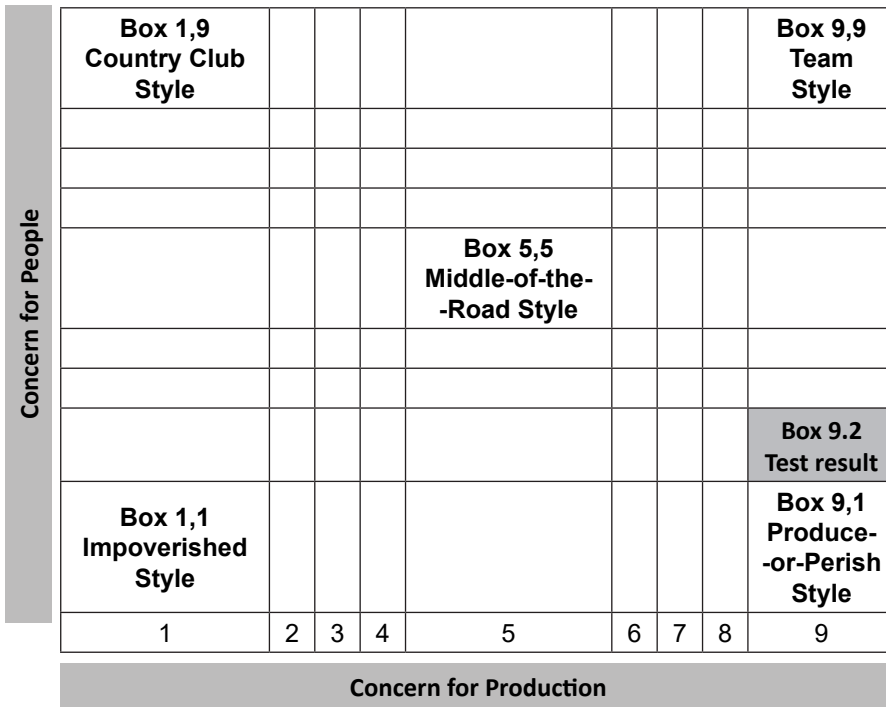 Box 1,9
Country Club
Style
Box 9,9
Team
Style
Concern for People
Box 5,5
Middle-of-the-
-Road Style
Box 9.2
Test result
Box 1,1
Impoverished
Style
Box 9,1
Produce-
-or-Perish
Style
1 2 3 4 5 6 7 8 9
Concern for Production